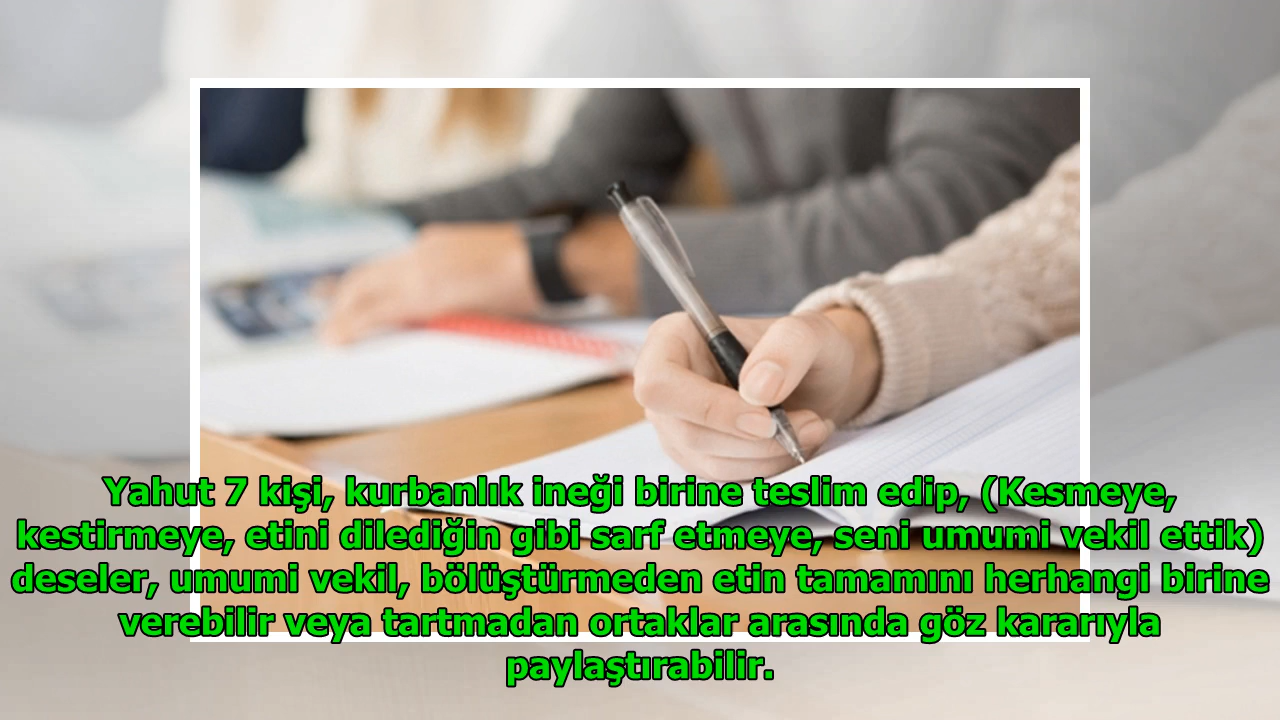 Yahut 7 kişi, kurbanlık ineği birine teslim edip, (Kesmeye,
kestirmeye, etini dilediğin gibi sarf etmeye, seni umumi vekil ettik)
deseler, umumi vekil, bölüştürmeden etin tamamını herhangi birine
verebilir veya tartmadan ortaklar arasında göz kararıyla
paylaştırabilir.